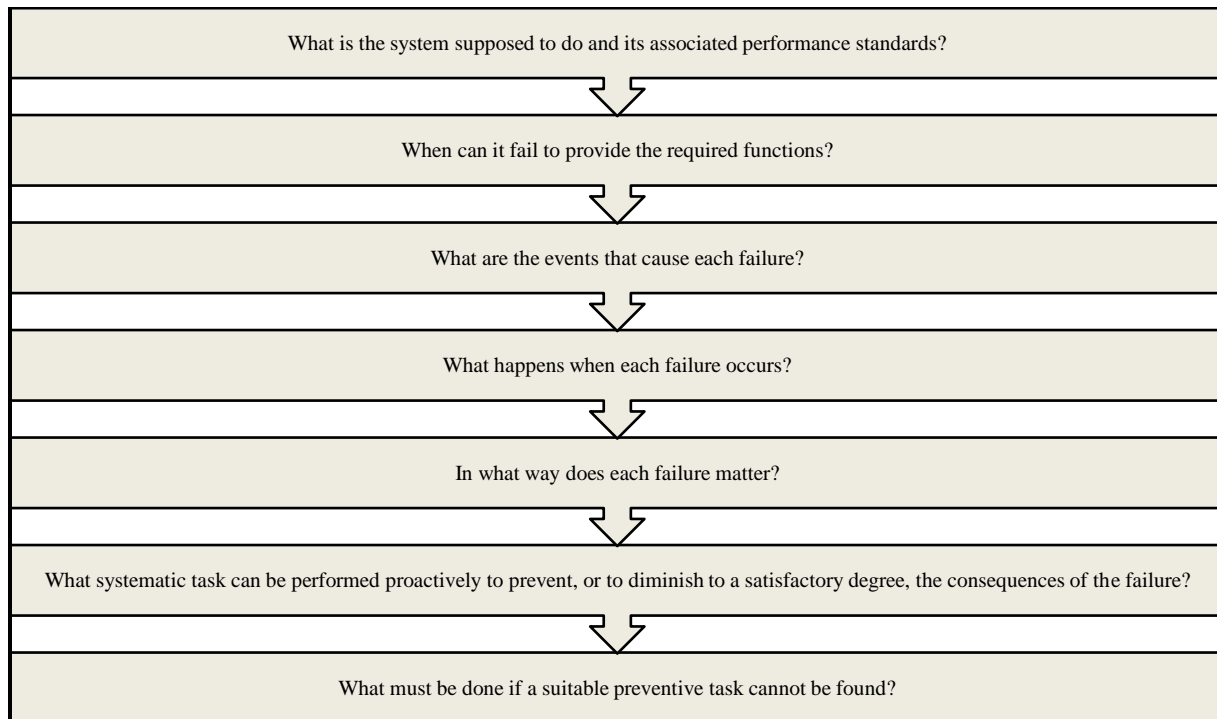 What is the system supposed to do and its associated performance standards?
When can it fail to provide the required functions?
What are the events that cause each failure?
What happens when each failure occurs?
In what way does each failure matter?
What systematic task can be performed proactively to prevent, or to diminish to a satisfactory degree, the consequences of the failure?
What must be done if a suitable preventive task cannot be found?